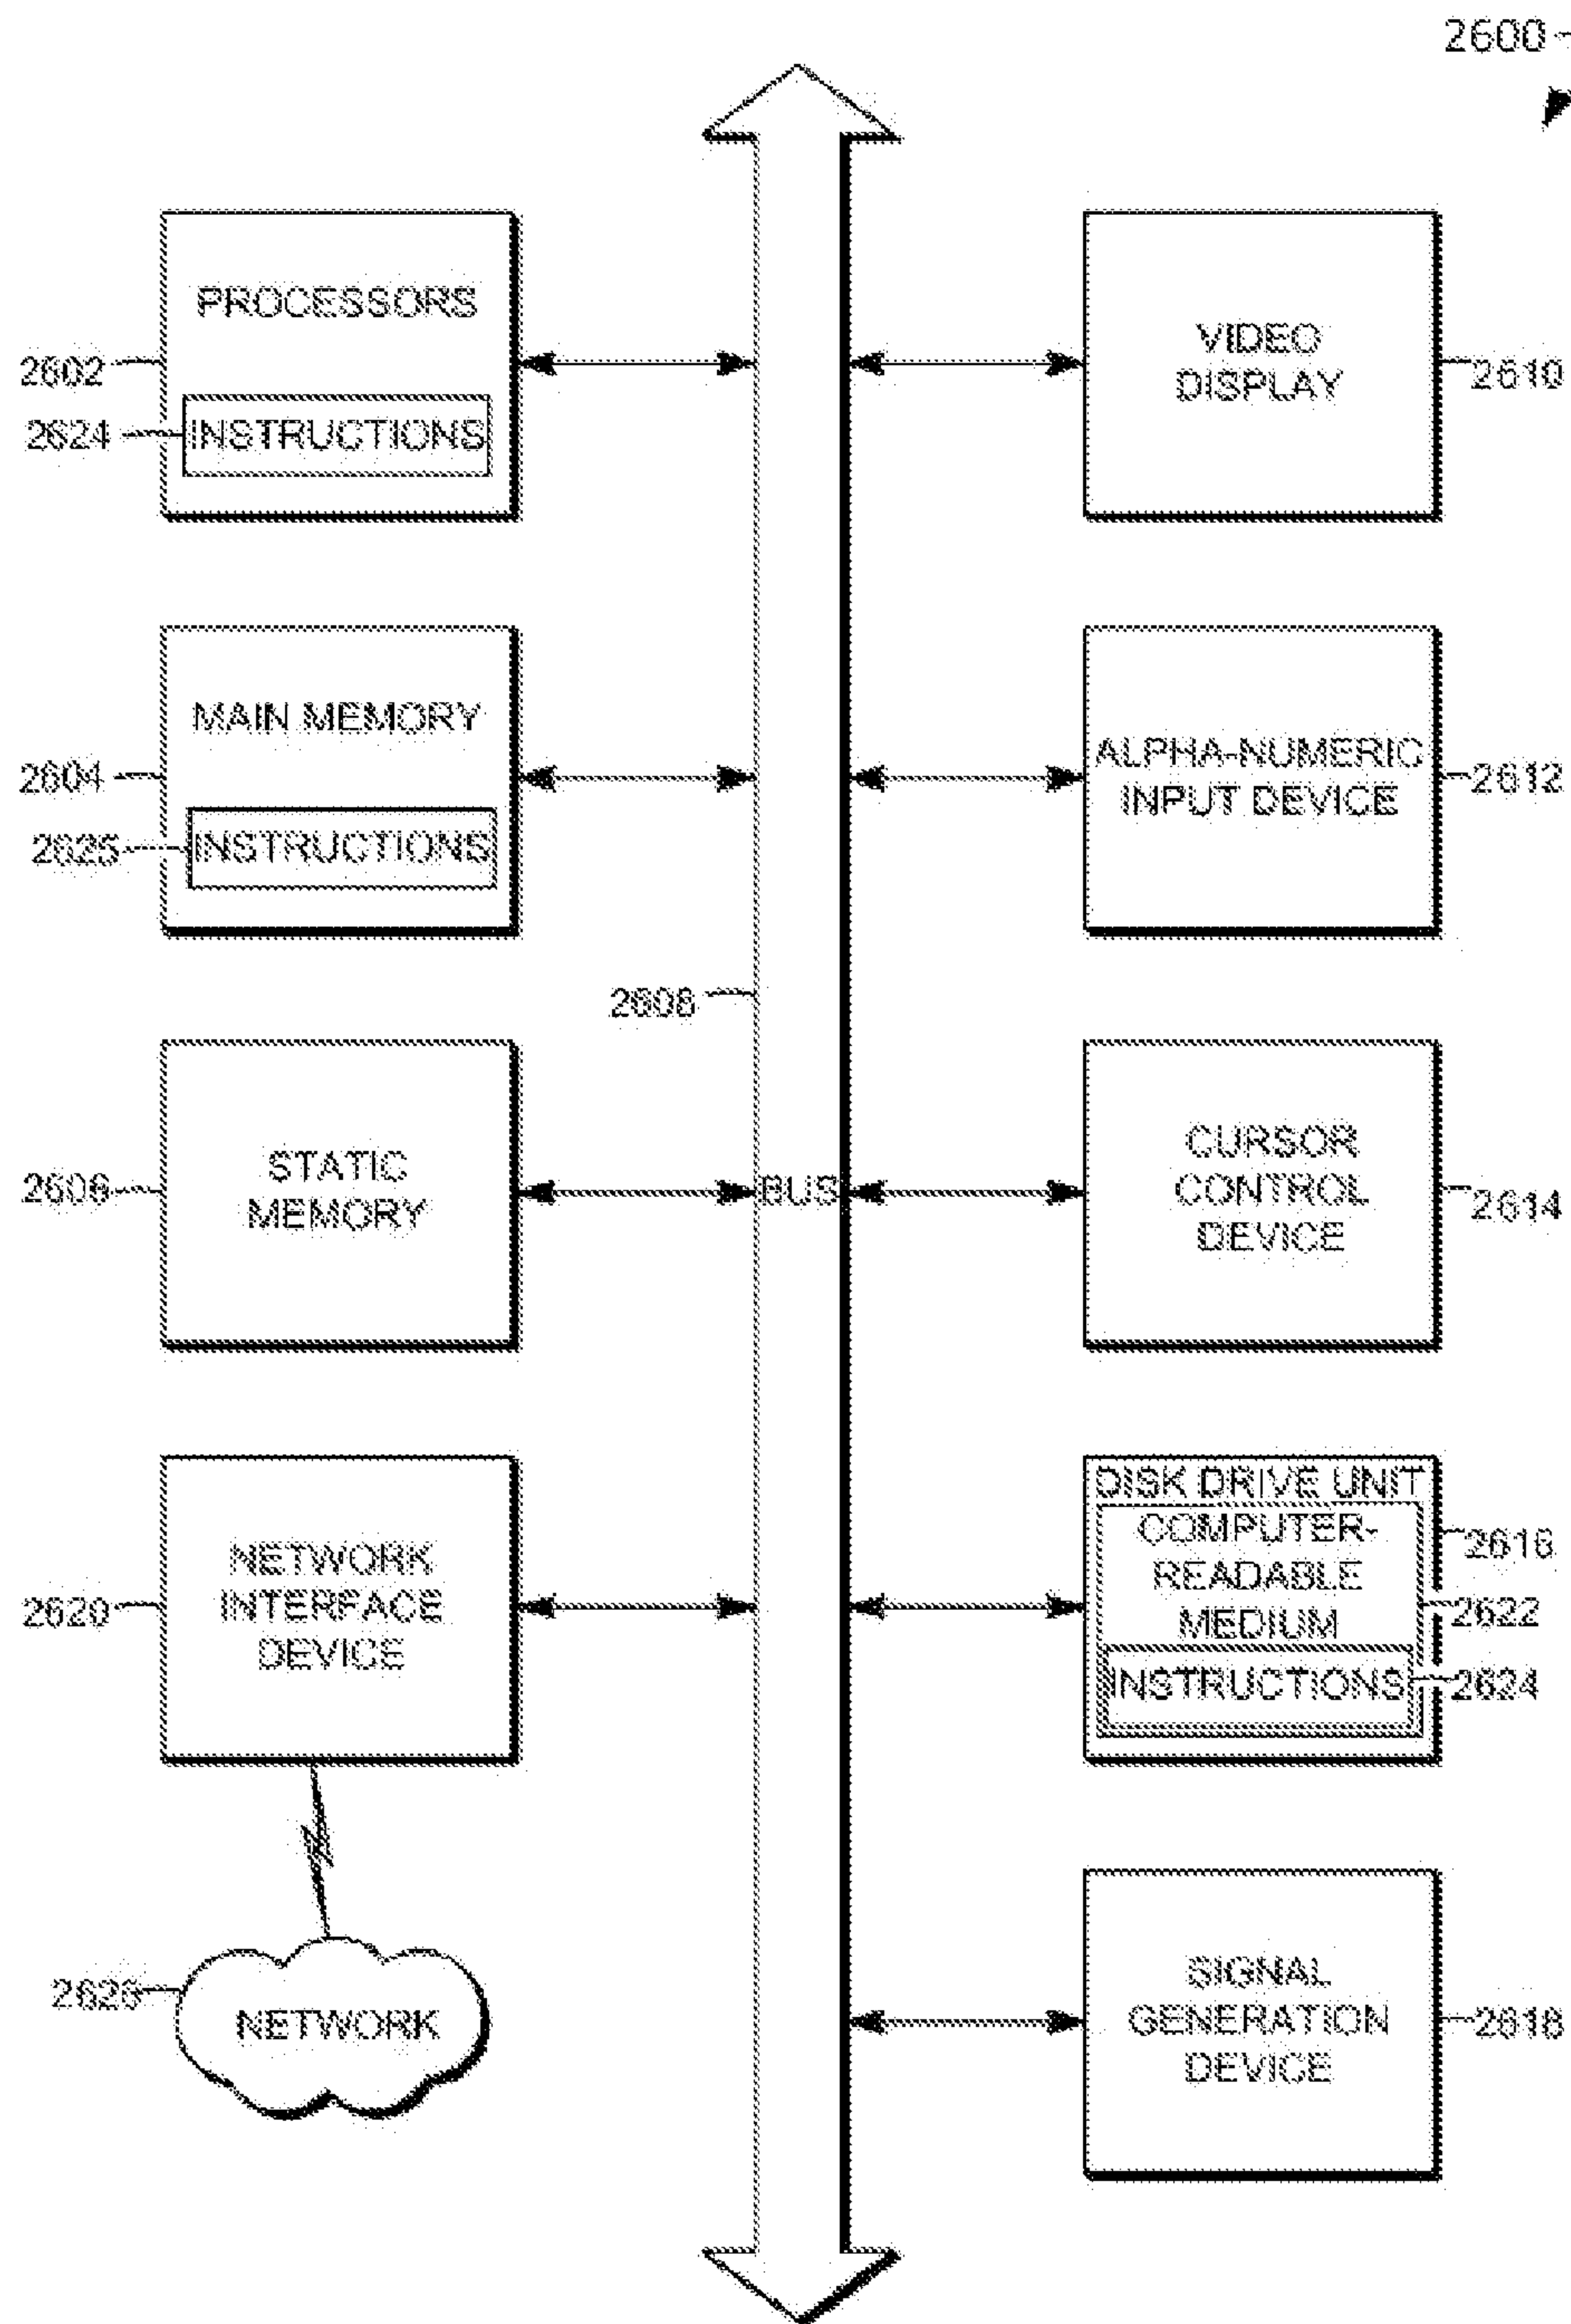 2600
PROCESSORS
2602
2624
INSTRUCTIONS
VIDEO
DISPLAY
2610
MAIN MEMORY
2604
2625
INSTRUCTIONS
ALPHA-NUMERIC
INPUT DEVICE
2612
2608
STATIC
MEMORY
2606
BUS
CURSOR
CONTROL
DEVICE
2614
NETWORK
INTERFACE
DEVICE
2620
DISK DRIVE UNIT
COMPUTER-
READABLE
MEDIUM
INSTRUCTIONS
2616
2622
2624
2626
NETWORK
SIGNAL
GENERATION
DEVICE
2618